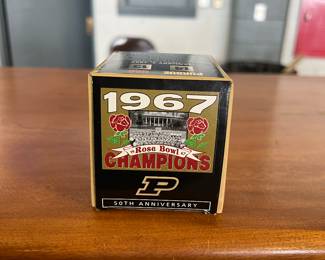 1967
Rose Bowl
CHAMPIONS
P
50TH ANNIVERSARY